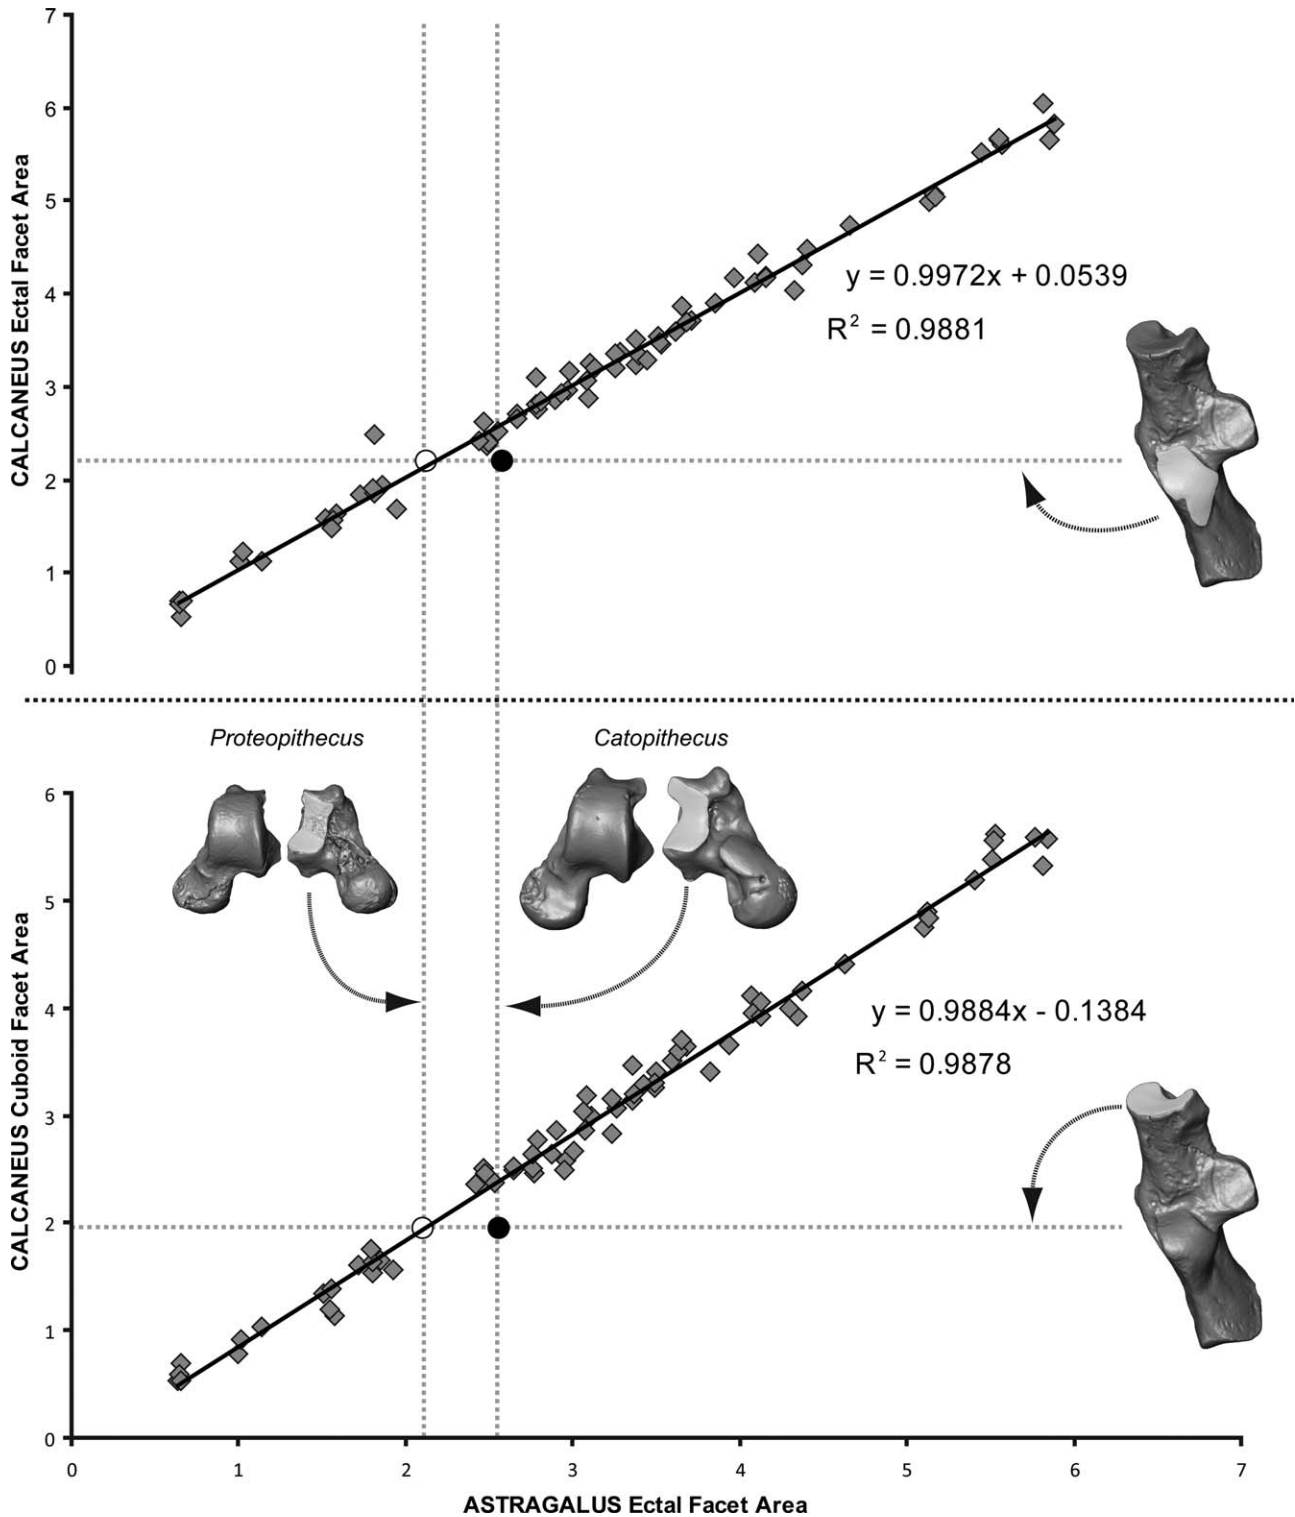 7
6
5
4
3
2
1
0
CALCANEUS Ectal Facet Area
y = 0.9972x + 0.0539
R² = 0.9881
Proteopithecus
Catopithecus
6
5
4
3
2
1
0
CALCANEUS Cuboid Facet Area
y = 0.9884x - 0.1384
R² = 0.9878
0 1 2 3 4 5 6 7
ASTRAGALUS Ectal Facet Area